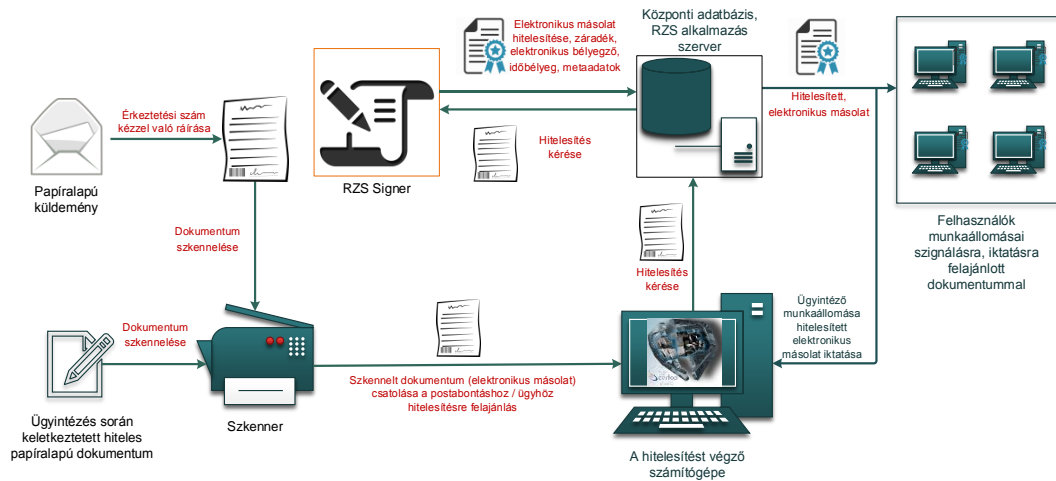 Elektronikus másolat
hitelesítése, záradék,
elektronikus bélyegző,
időbélyeg, metaadatok
Központi adatbázis,
RZS alkalmazás
szerver
Érkeztetési szám
kézzel való ráírása
Papíralapú
küldemény
RZS Signer
Hitelesítés
kérése
Hitelesített,
elektronikus másolat
Felhasználók
munkaállomásai
szignálásra, iktatásra
felajánlott
dokumentummal
Dokumentum
szkennelése
Hitelesítés
kérése
Ügyintéző
munkaállomása
hitelesített
elektronikus
másolat iktatása
Dokumentum
szkennelése
Szkennelt dokumentum (elektronikus másolat)
csatolása a postabontáshoz / ügyhöz
hitelesítésre felajánlás
Ügyintézés során
keletkeztetett hiteles
papíralapú dokumentum
Szkenner
A hitelesítést végző
számítógépe